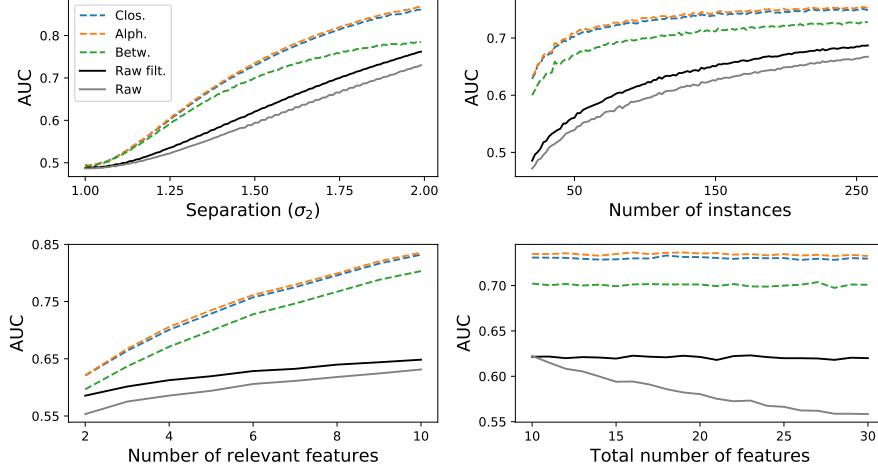 Clos.
Alph.
Betw.
Raw filt.
Raw
0.8
0.7
0.6
0.5
AUC
1.00 1.25 1.50 1.75 2.00
Separation (σ₂)
0.7
0.6
0.5
AUC
50 150 250
Number of instances
0.85
0.75
0.65
0.55
AUC
2 4 6 8 10
Number of relevant features
0.70
0.65
0.60
0.55
AUC
10 15 20 25 30
Total number of features